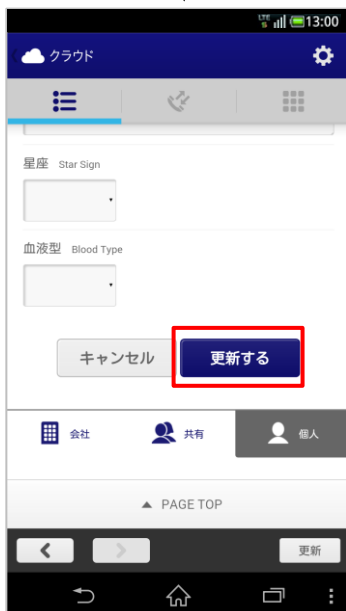 LTE 13:00
クラウド
星座 Star Sign
血液型 Blood Type
キャンセル 更新する
会社 共有 個人
▲ PAGE TOP
更新